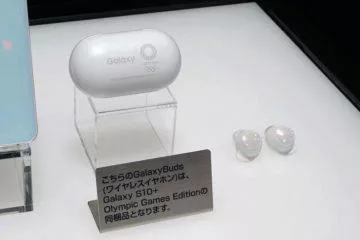 Galaxy
こちらのGalaxyBuds
(ワイヤレスイヤホン)は、
Galaxy S10+
Olympic Games Editionの
同梱品となります。